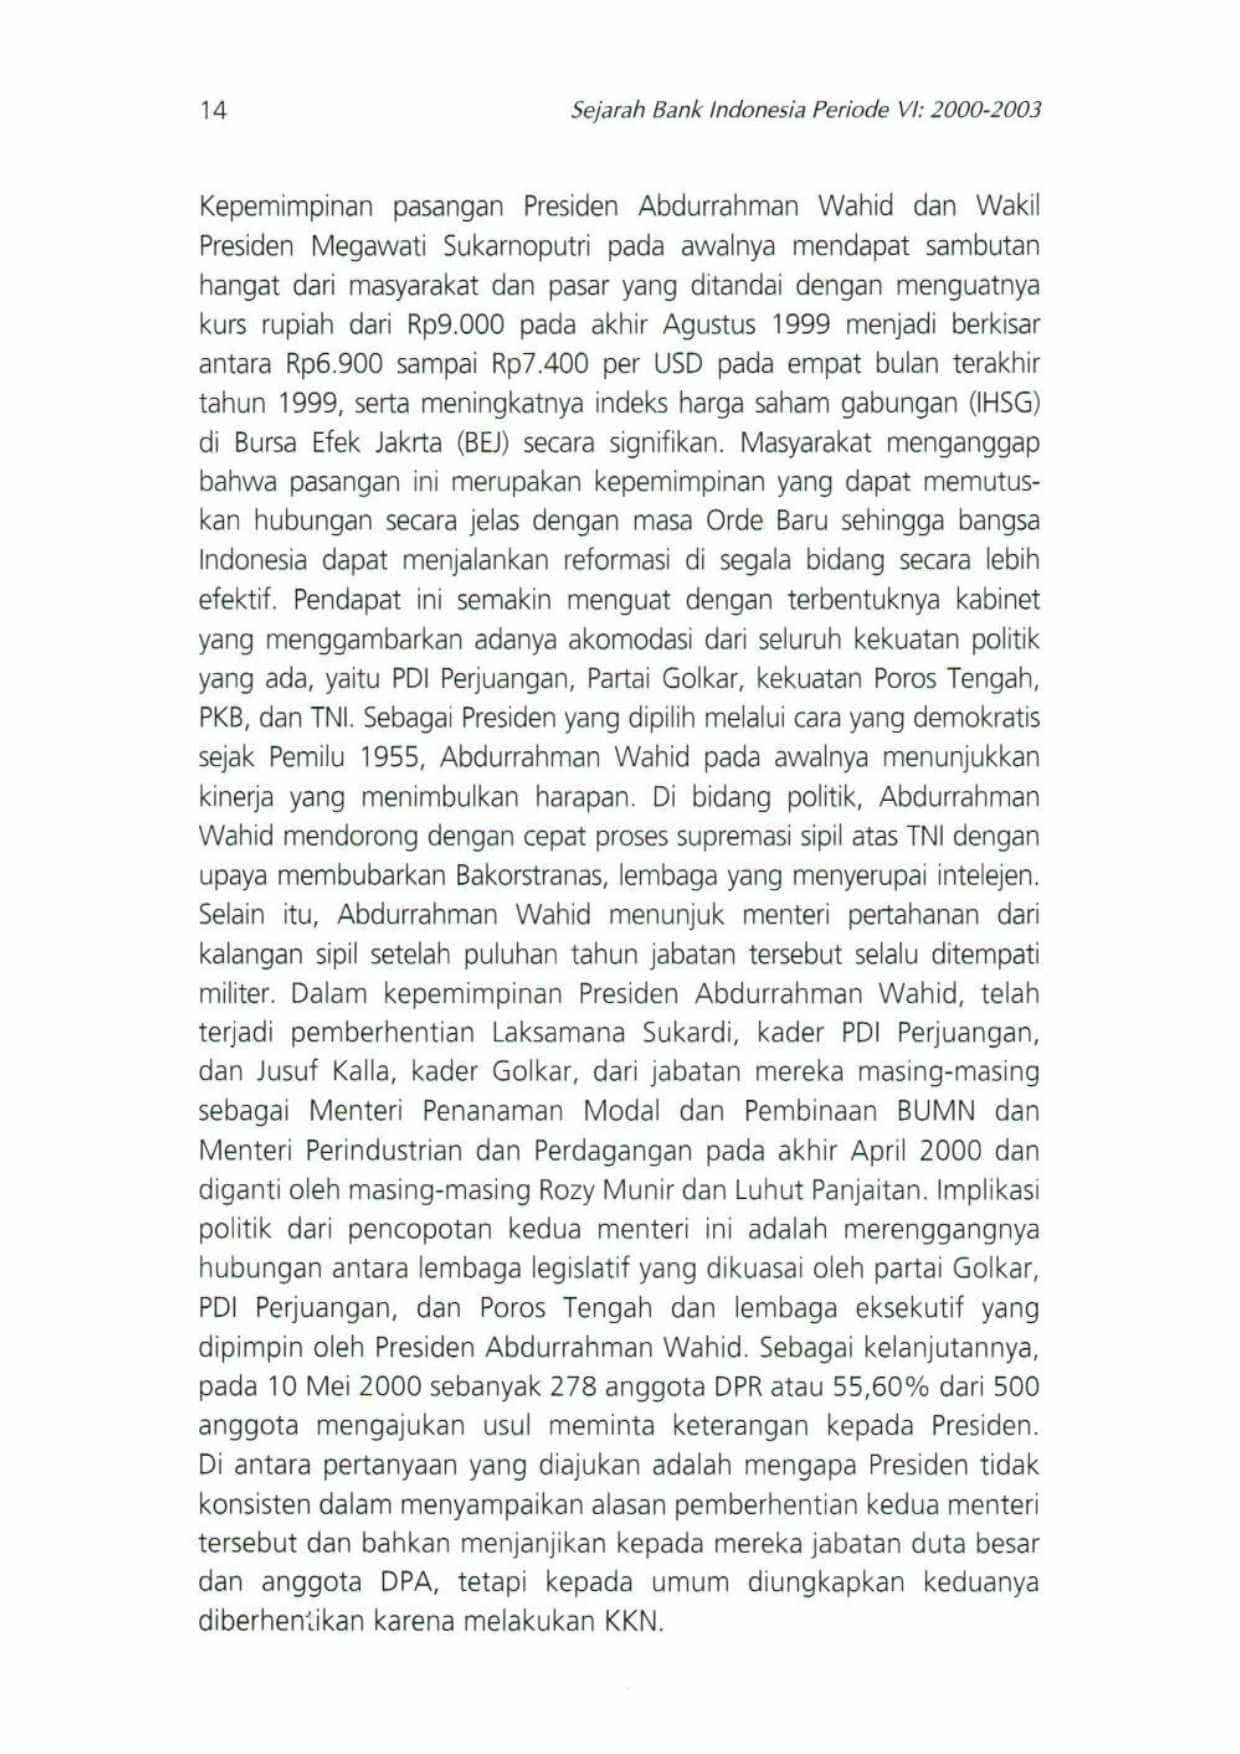 14
Sejarah Bank Indonesia Periode VI: 2000-2003
Kepemimpinan pasangan Presiden Abdurrahman Wahid dan Wakil
Presiden Megawati Sukarnoputri pada awalnya mendapat sambutan
hangat dari masyarakat dan pasar yang ditandai dengan menguatnya
kurs rupiah dari Rp9.000 pada akhir Agustus 1999 menjadi berkisar
antara Rp6.900 sampai Rp7.400 per USD pada empat bulan terakhir
tahun 1999, serta meningkatnya indeks harga saham gabungan (IHSG)
di Bursa Efek Jakrta (BEJ) secara signifikan. Masyarakat menganggap
bahwa pasangan ini merupakan kepemimpinan yang dapat memutus-
kan hubungan secara jelas dengan masa Orde Baru sehingga bangsa
Indonesia dapat menjalankan reformasi di segala bidang secara lebih
efektif. Pendapat ini semakin menguat dengan terbentuknya kabinet
yang menggambarkan adanya akomodasi dari seluruh kekuatan politik
yang ada, yaitu PDI Perjuangan, Partai Golkar, kekuatan Poros Tengah,
PKB, dan TNI. Sebagai Presiden yang dipilih melalui cara yang demokratis
sejak Pemilu 1955, Abdurrahman Wahid pada awalnya menunjukkan
kinerja yang menimbulkan harapan. Di bidang politik, Abdurrahman
Wahid mendorong dengan cepat proses supremasi sipil atas TNI dengan
upaya membubarkan Bakorstranas, lembaga yang menyerupai intelejen.
Selain itu, Abdurrahman Wahid menunjuk menteri pertahanan dari
kalangan sipil setelah puluhan tahun jabatan tersebut selalu ditempati
militer. Dalam kepemimpinan Presiden Abdurrahman Wahid, telah
terjadi pemberhentian Laksamana Sukardi, kader PDI Perjuangan,
dan Jusuf Kalla, kader Golkar, dari jabatan mereka masing-masing
sebagai Menteri Penanaman Modal dan Pembinaan BUMN dan
Menteri Perindustrian dan Perdagangan pada akhir April 2000 dan
diganti oleh masing-masing Rozy Munir dan Luhut Panjaitan. Implikasi
politik dari pencopotan kedua menteri ini adalah merenggangnya
hubungan antara lembaga legislatif yang dikuasai oleh partai Golkar,
PDI Perjuangan, dan Poros Tengah dan lembaga eksekutif yang
dipimpin oleh Presiden Abdurrahman Wahid. Sebagai kelanjutannya,
pada 10 Mei 2000 sebanyak 278 anggota DPR atau 55,60% dari 500
anggota mengajukan usul meminta keterangan kepada Presiden.
Di antara pertanyaan yang diajukan adalah mengapa Presiden tidak
konsisten dalam menyampaikan alasan pemberhentian kedua menteri
tersebut dan bahkan menjanjikan kepada mereka jabatan duta besar
dan anggota DPA, tetapi kepada umum diungkapkan keduanya
diberhentikan karena melakukan KKN.